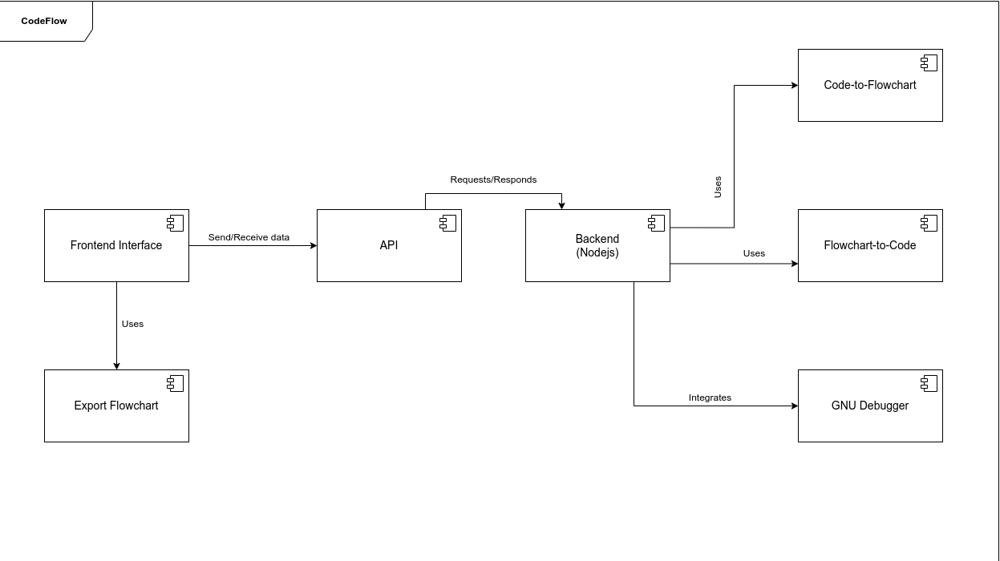 CodeFlow
Code-to-Flowchart
Uses
Requests/Responds
Frontend Interface
Send/Receive data
API
Backend
(Nodejs)
Uses
Flowchart-to-Code
Uses
Export Flowchart
Integrates
GNU Debugger